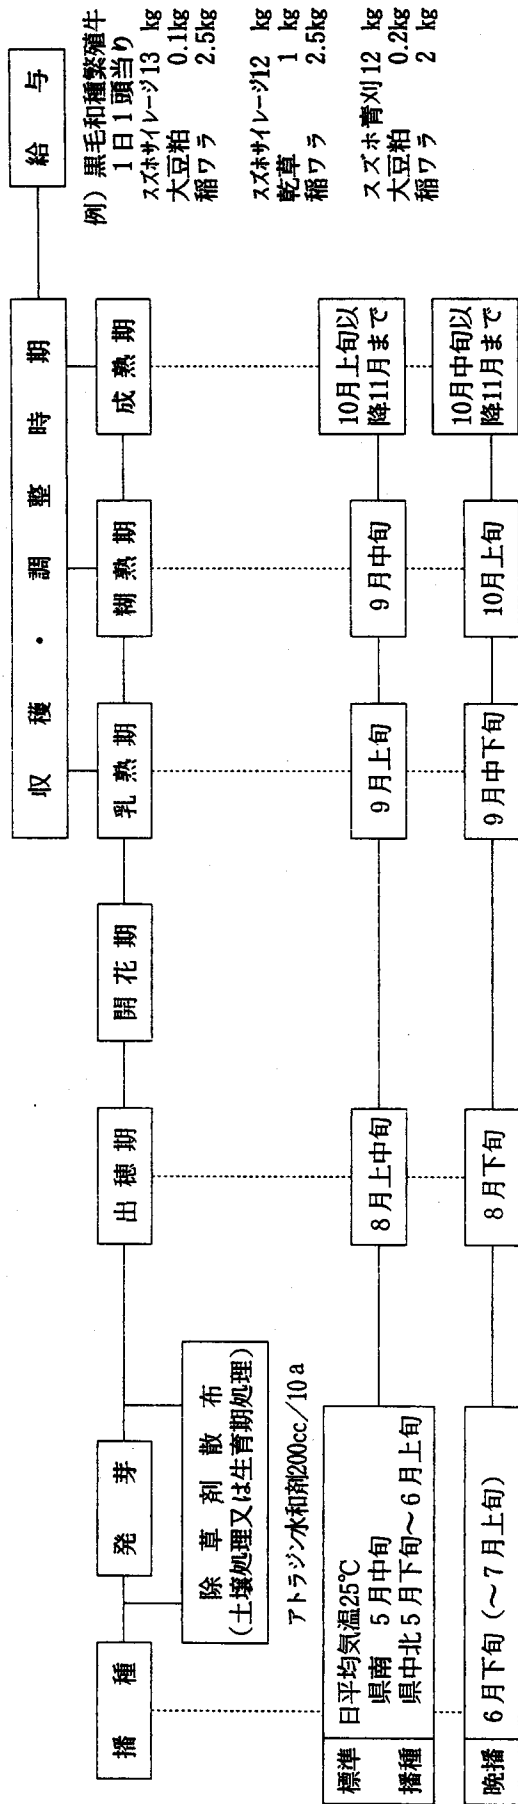 収穫・調整時期
給与
播種
発芽
出穂期
開花期
乳熟期
糊熟期
成熟期
除草剤散布
(土壌処理又は生育期処理)
アトラジン水和剤200cc/10a
標準
播種
日平均気温25℃
県南 5月中旬
県中北5月下旬〜6月上旬
8月上中旬
9月上旬
9月中旬
10月上旬以
降11月まで
晩播
6月下旬(〜7月上旬)
8月下旬
9月中下旬
10月上旬
10月中旬以
降11月まで
例) 黒毛和種繁殖牛
1日1頭当り
スズホサイレージ13 kg
大豆粕 0.1kg
稲ワラ 2.5kg
スズホサイレージ12 kg
乾草 1 kg
稲ワラ 2.5kg
スズホ青刈12 kg
大豆粕 0.2kg
稲ワラ 2 kg